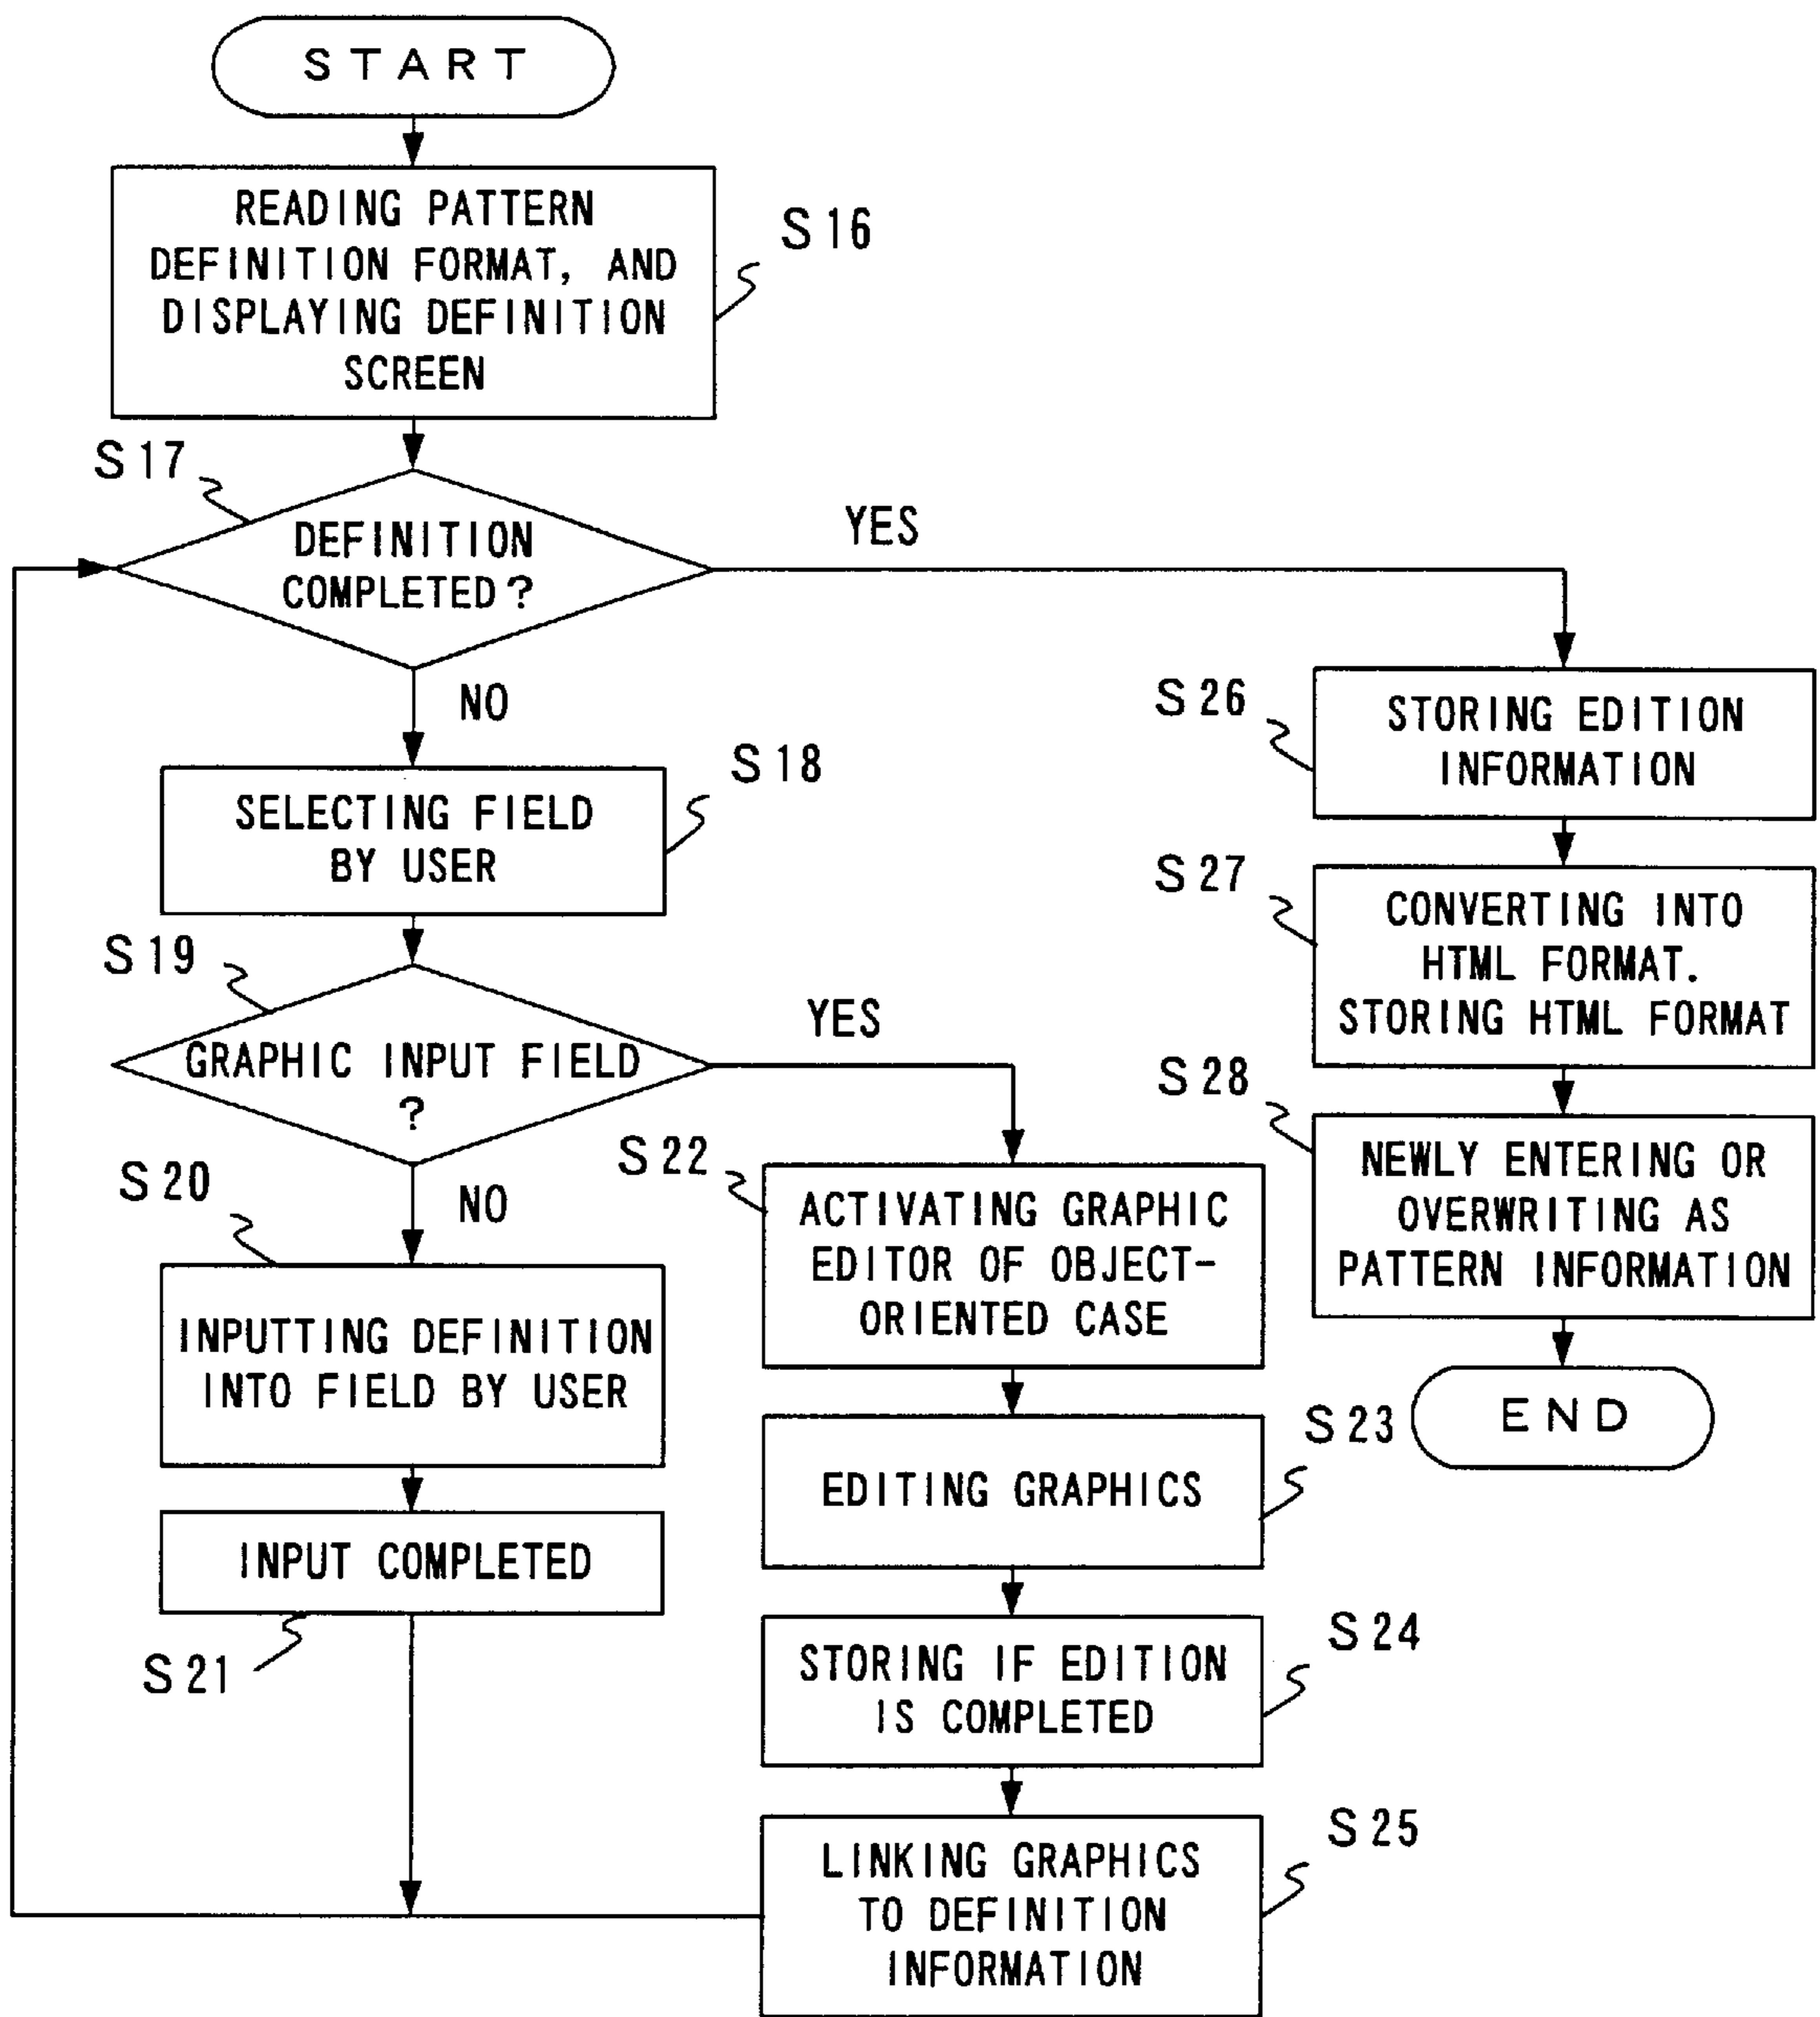 START
READING PATTERN
DEFINITION FORMAT, AND
DISPLAYING DEFINITION
SCREEN
S16
S17
DEFINITION
COMPLETED?
YES
NO
S18
SELECTING FIELD
BY USER
S19
GRAPHIC INPUT FIELD
?
YES
NO
S20
INPUTTING DEFINITION
INTO FIELD BY USER
INPUT COMPLETED
S21
S22
ACTIVATING GRAPHIC
EDITOR OF OBJECT-
ORIENTED CASE
S23
EDITING GRAPHICS
S24
STORING IF EDITION
IS COMPLETED
S25
LINKING GRAPHICS
TO DEFINITION
INFORMATION
S26
STORING EDITION
INFORMATION
S27
CONVERTING INTO
HTML FORMAT.
STORING HTML FORMAT
S28
NEWLY ENTERING OR
OVERWRITING AS
PATTERN INFORMATION
END